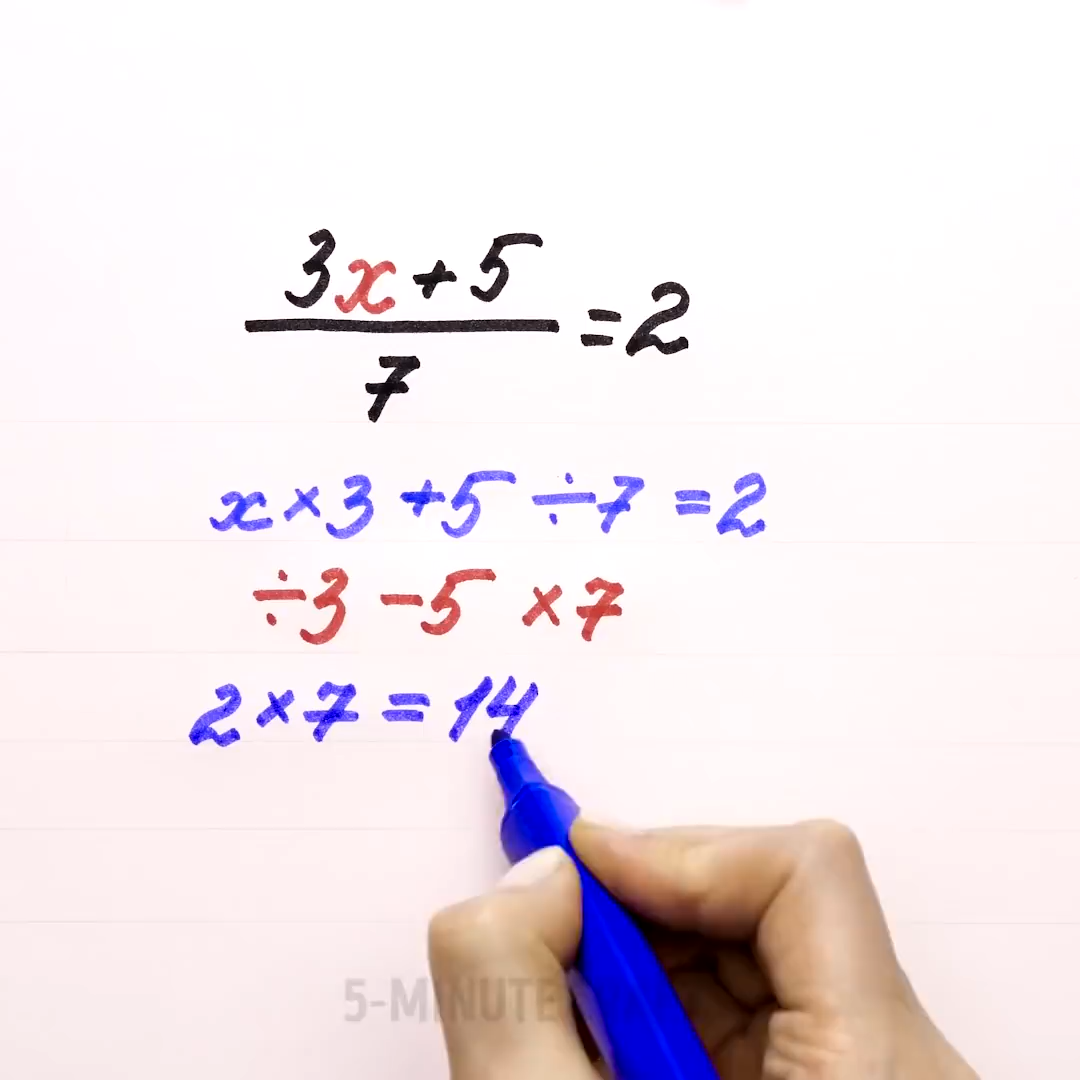 3x + 5
7
= 2
x × 3 + 5 ÷ 7 = 2
÷ 3 - 5 × 7
2 × 7 = 14
5-MINUTE